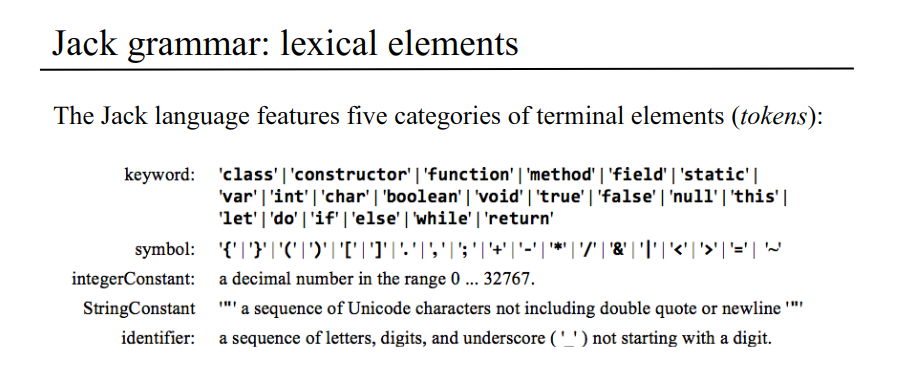 Jack grammar: lexical elements
The Jack language features five categories of terminal elements (tokens):
keyword: 'class'|'constructor'|'function'|'method'|'field'|'static'|
'var'|'int'|'char'|'boolean'|'void'|'true'|'false'|'null'|'this'|
'let'|'do'|'if'|'else'|'while'|'return'
symbol: '{'|'}'|'('|')'|'['|']'|'.'|','|';'|'+'|'-'|'*'|'/'|'&'|'|'|'<'|'>'|'='|'~'
integerConstant: a decimal number in the range 0 ... 32767.
StringConstant '"' a sequence of Unicode characters not including double quote or newline '"'
identifier: a sequence of letters, digits, and underscore ( '_' ) not starting with a digit.